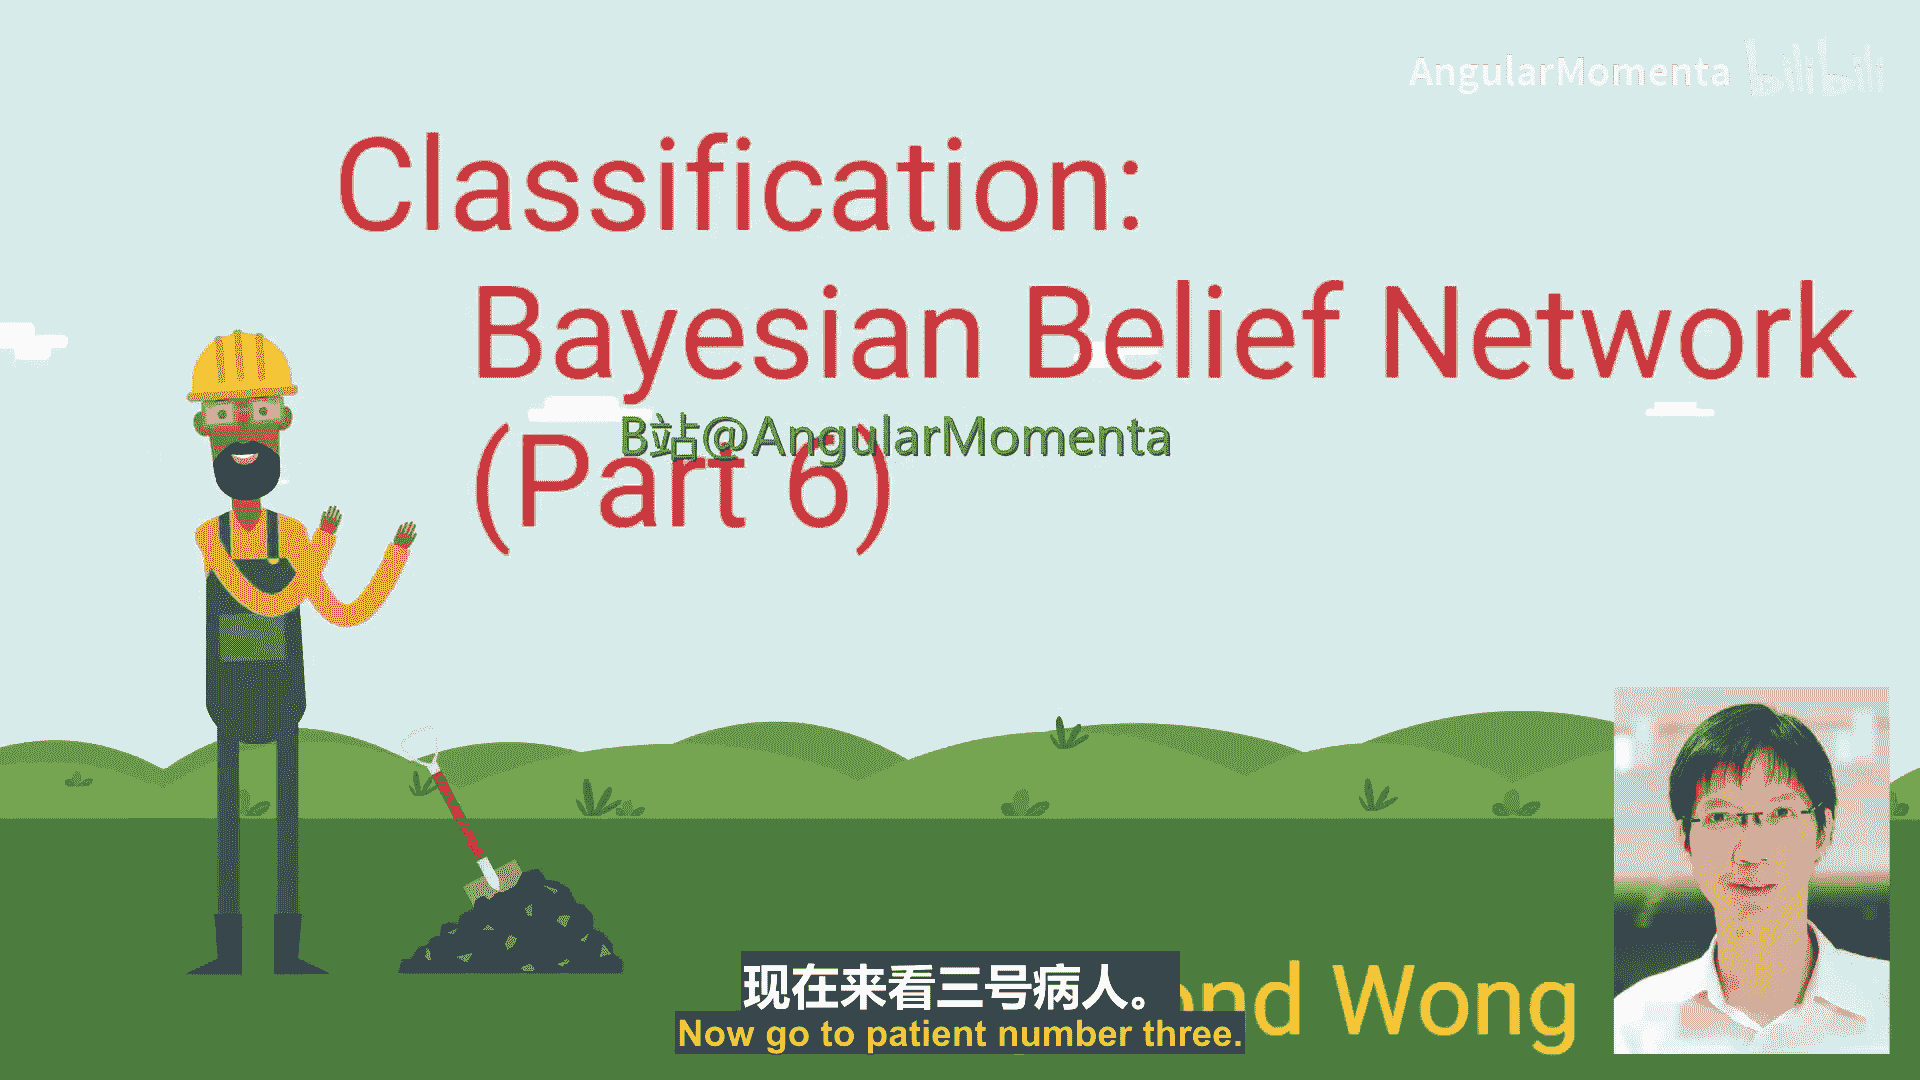 AngularMomenta bilibili
Classification:
Bayesian Belief Network
B站@AngularMomenta
(Part 6)
现在来看三号病人。
Wong
Now go to patient number three.